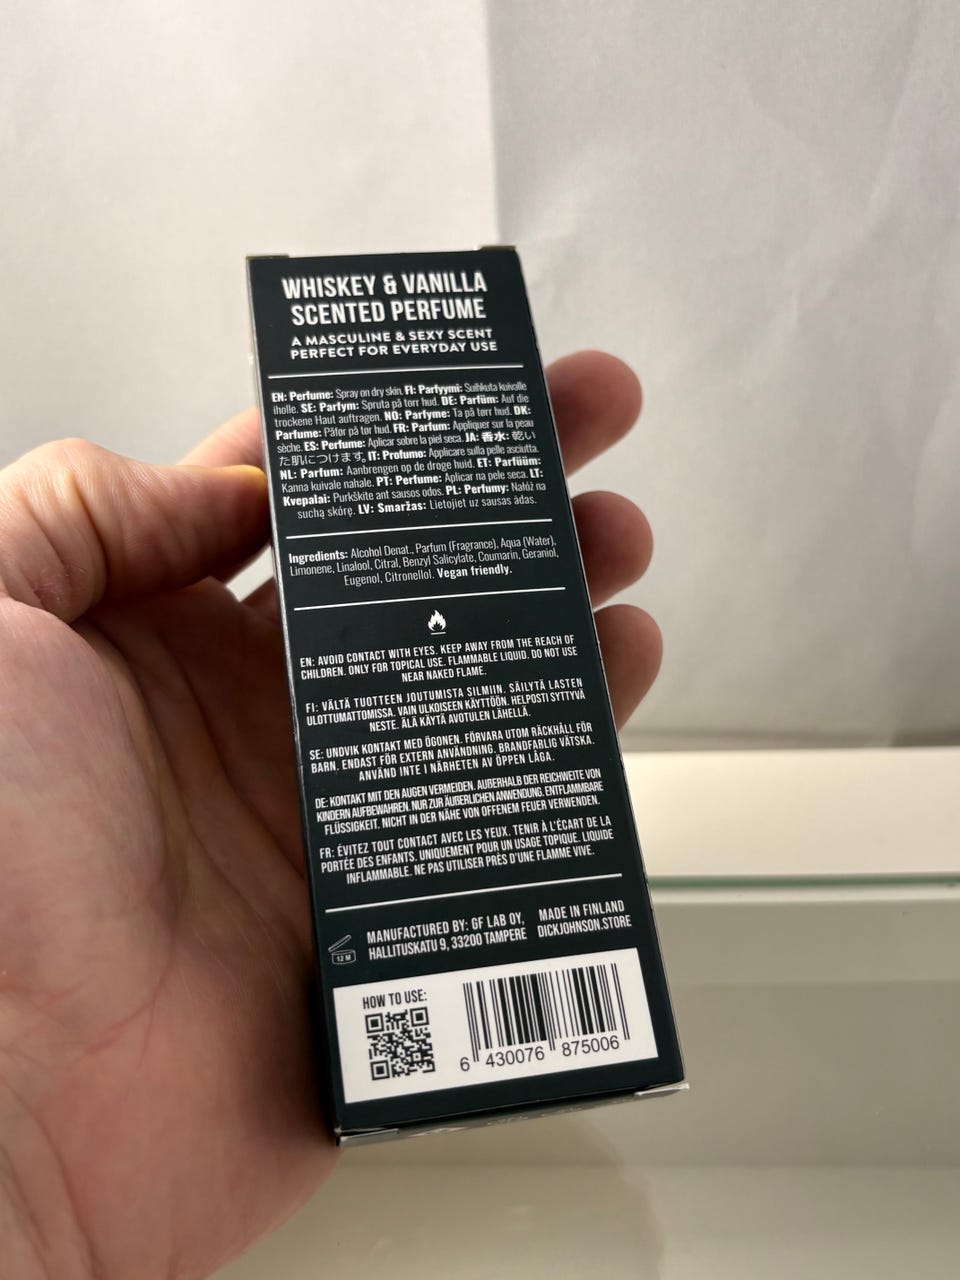 WHISKEY & VANILLA
SCENTED PERFUME
A MASCULINE & SEXY SCENT
PERFECT FOR EVERYDAY USE
EN: Perfume: Spray on dry skin. FI: Parfyymi: Suihkuta kuivalle
iholle. SE: Parfym: Spruta på torr hud. DE: Parfüm: Auf die
trockene Haut auftragen. NO: Parfyme: Ta på tørr hud. DK:
Parfume: Påfør på tør hud. FR: Parfum: Appliquer sur la peau
sèche. ES: Perfume: Aplicar sobre la piel seca. JA: 香水: 乾い
た肌につけます。IT: Profumo: Applicare sulla pelle asciutta.
NL: Parfum: Aanbrengen op de droge huid. ET: Parfüüm:
Kanna kuivale nahale. PT: Perfume: Aplicar na pele seca. LT:
Kvepalai: Purkškite ant sausos odos. PL: Perfumy: Nałóż na
suchą skórę. LV: Smaržas: Lietojiet uz sausas ādas.
Ingredients: Alcohol Denat., Parfum (Fragrance), Aqua (Water),
Limonene, Linalool, Citral, Benzyl Salicylate, Coumarin, Geraniol,
Eugenol, Citronellol. Vegan friendly.
EN: AVOID CONTACT WITH EYES. KEEP AWAY FROM THE REACH OF
CHILDREN. ONLY FOR TOPICAL USE. FLAMMABLE LIQUID. DO NOT USE
NEAR NAKED FLAME.
FI: VÄLTÄ TUOTTEEN JOUTUMISTA SILMIIN. SÄILYTÄ LASTEN
ULOTTUMATTOMISSA. VAIN ULKOISEEN KÄYTTÖÖN. HELPOSTI SYTTYVÄ
NESTE. ÄLÄ KÄYTÄ AVOTULEN LÄHELLÄ.
SE: UNDVIK KONTAKT MED ÖGONEN. FÖRVARA UTOM RÄCKHÅLL FÖR
BARN. ENDAST FÖR EXTERN ANVÄNDNING. BRANDFARLIG VÄTSKA.
ANVÄND INTE I NÄRHETEN AV ÖPPEN LÅGA.
DE: KONTAKT MIT DEN AUGEN VERMEIDEN. AUßERHALB DER REICHWEITE VON
KINDERN AUFBEWAHREN. NUR ZUR ÄUßERLICHEN ANWENDUNG. ENTFLAMMBARE
FLÜSSIGKEIT. NICHT IN DER NÄHE VON OFFENEM FEUER VERWENDEN.
FR: ÉVITEZ TOUT CONTACT AVEC LES YEUX. TENIR À L'ÉCART DE LA
PORTÉE DES ENFANTS. UNIQUEMENT POUR UN USAGE TOPIQUE. LIQUIDE
INFLAMMABLE. NE PAS UTILISER PRÈS D'UNE FLAMME VIVE.
12 M
MANUFACTURED BY: GF LAB OY,
HALLITUSKATU 9, 33200 TAMPERE
MADE IN FINLAND
DICKJOHNSON.STORE
HOW TO USE:
6 430076 875006